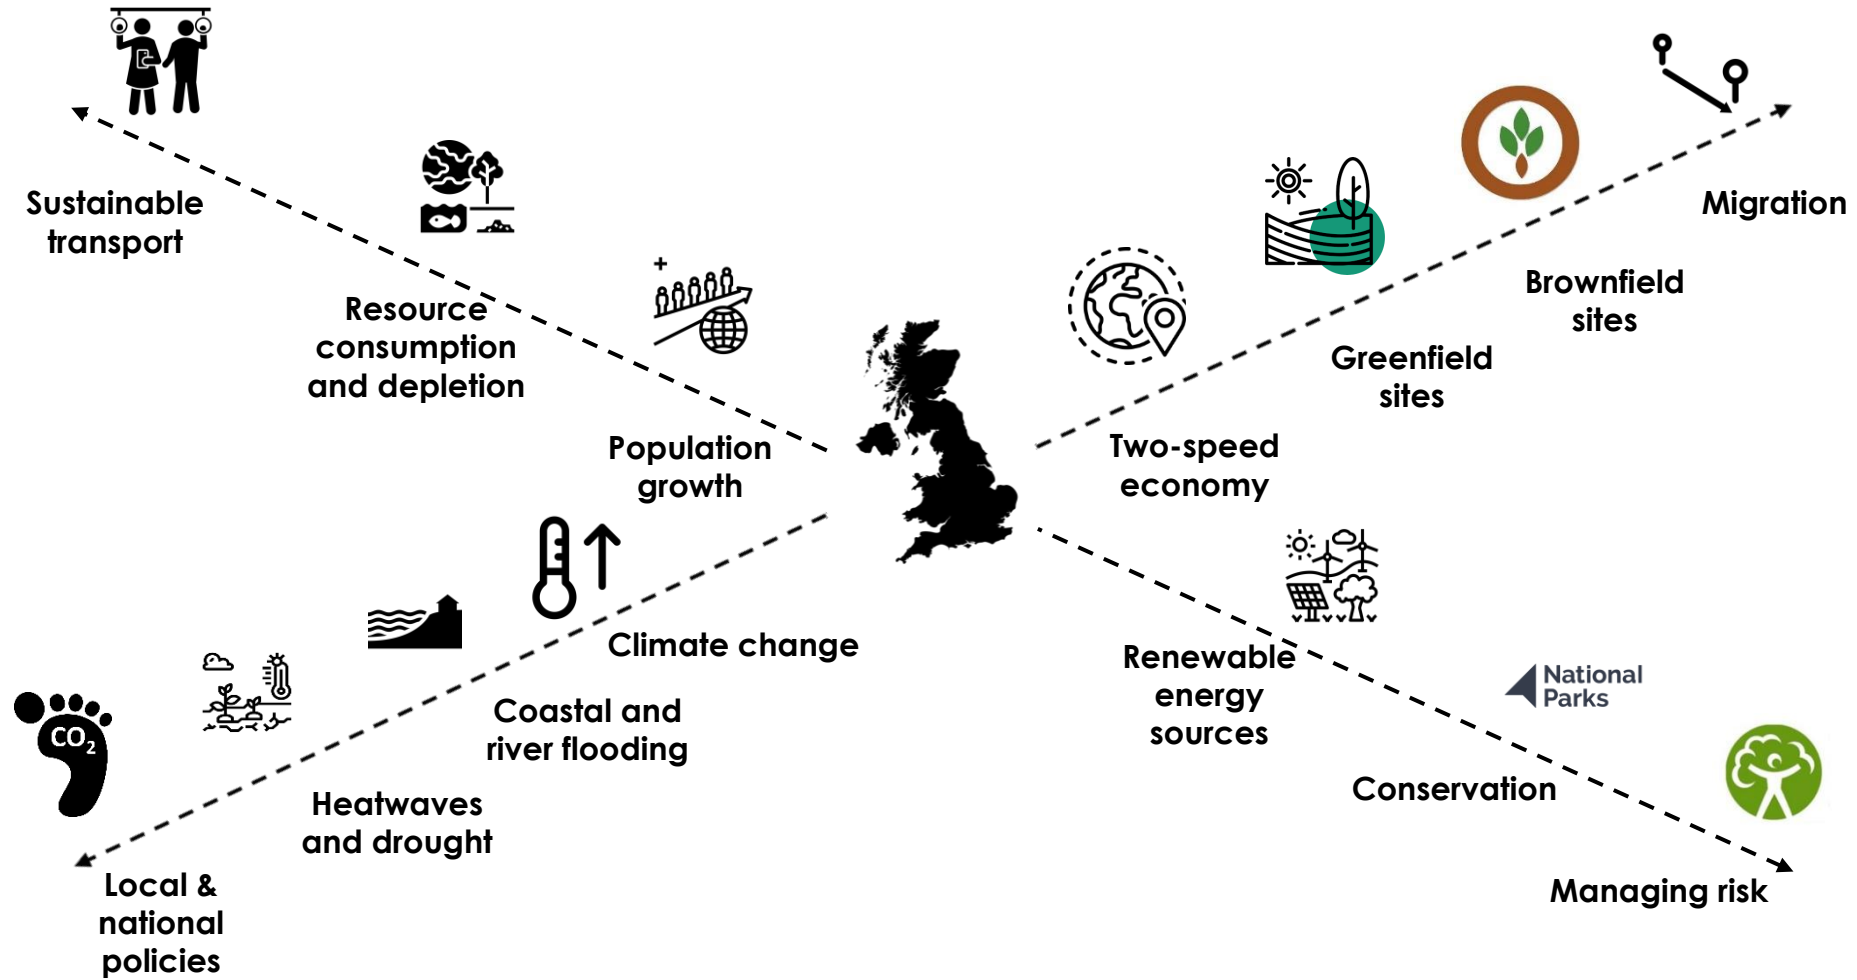 Sustainable
transport
Resource
consumption
and depletion
Population
growth
Two-speed
economy
Greenfield
sites
Brownfield
sites
Migration
Climate change
Coastal and
river flooding
Heatwaves
and drought
CO₂
Local &
national
policies
Renewable
energy
sources
National
Parks
Conservation
Managing risk